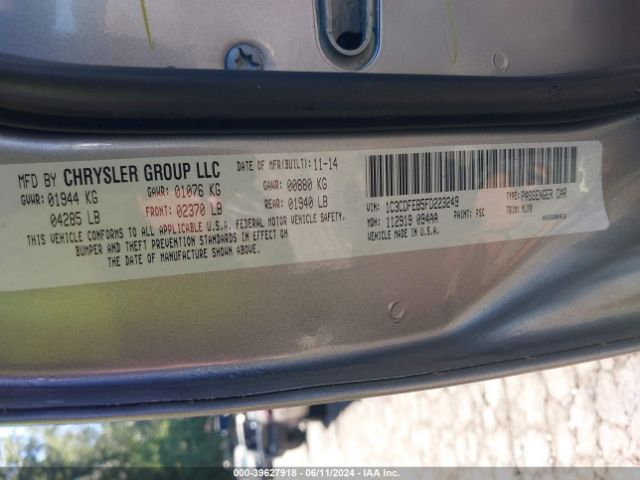 MFD BY CHRYSLER GROUP LLC
DATE OF MFR(BUILT): 11-14
GVWR: 01944 KG
GAWR: 01076 KG
GAWR: 00880 KG
04285 LB
FRONT: 02370 LB
REAR: 01940 LB
THIS VEHICLE CONFORMS TO ALL APPLICABLE U.S.A. FEDERAL MOTOR VEHICLE SAFETY,
BUMPER AND THEFT PREVENTION STANDARDS IN EFFECT ON
THE DATE OF MANUFACTURE SHOWN ABOVE.
VIN: 1C3CDFEB5FD223249
TYPE: PASSENGER CAR
MDH: 112919 094AA
PAINT: PSC
TRIM:
VEHICLE MADE IN U.S.A.
000-39627918 - 06/11/2024 - IAA Inc.